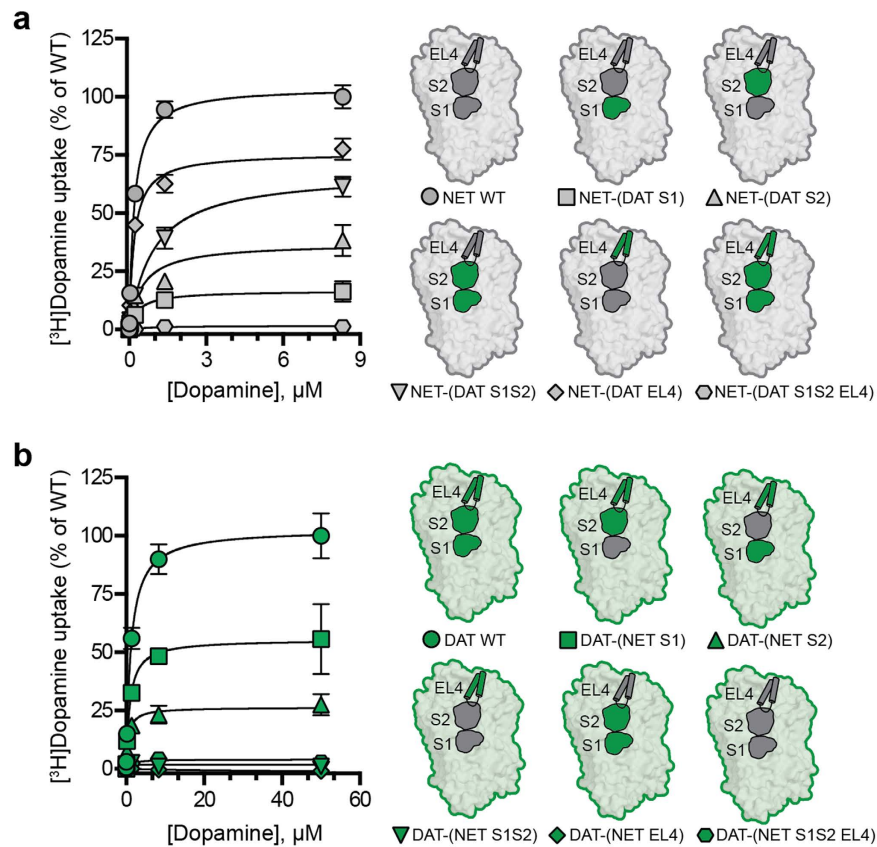 a
[³H]Dopamine uptake (% of WT)
125
100
75
50
25
0
0 3 6 9
[Dopamine], µM
EL4 EL4 EL4
S2 S2 S2
S1 S1 S1
NET WT NET-(DAT S1) NET-(DAT S2)
EL4 EL4 EL4
S2 S2 S2
S1 S1 S1
NET-(DAT S1S2) NET-(DAT EL4) NET-(DAT S1S2 EL4)
b
[³H]Dopamine uptake (% of WT)
125
100
75
50
25
0
0 20 40 60
[Dopamine], µM
EL4 EL4 EL4
S2 S2 S2
S1 S1 S1
DAT WT DAT-(NET S1) DAT-(NET S2)
EL4 EL4 EL4
S2 S2 S2
S1 S1 S1
DAT-(NET S1S2) DAT-(NET EL4) DAT-(NET S1S2 EL4)